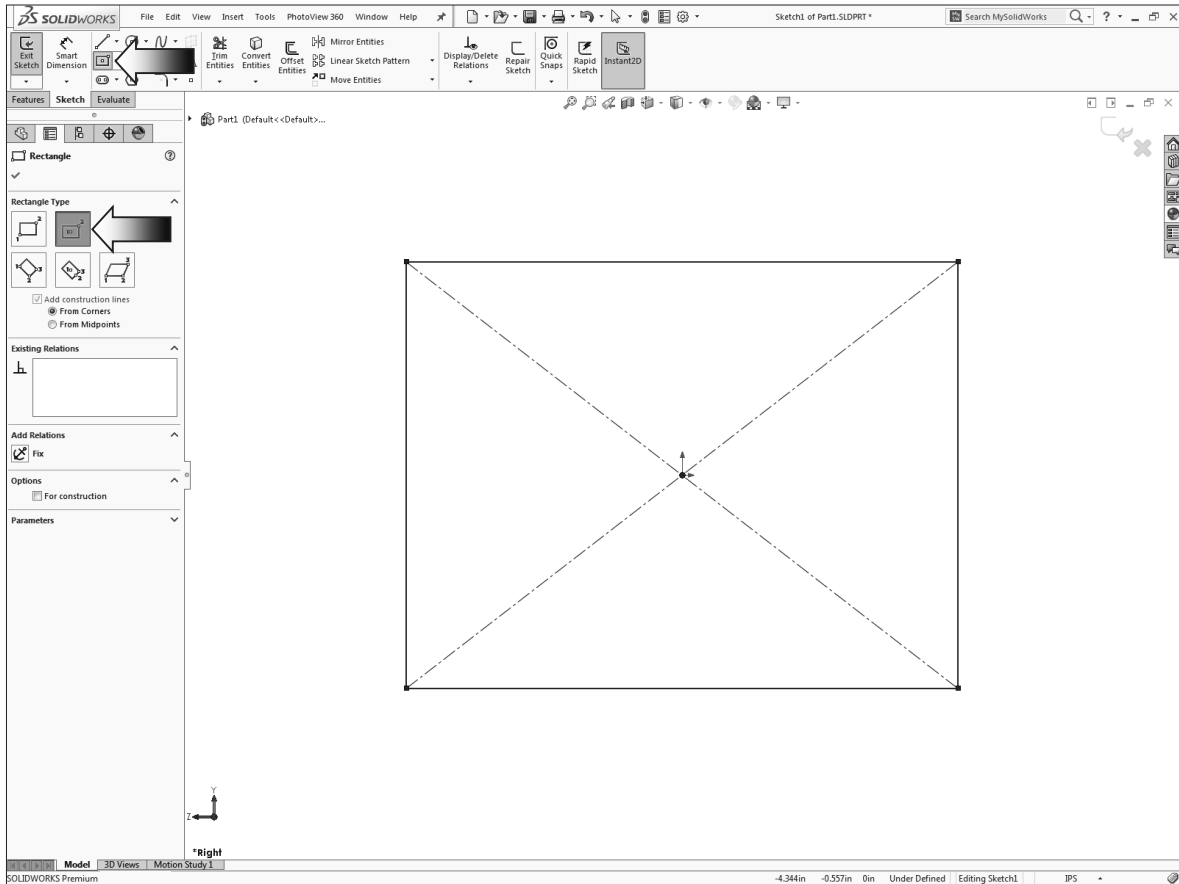 SOLIDWORKS File Edit View Insert Tools PhotoView 360 Window Help Sketch1 of Part1.SLDPRT * Search MySolidWorks ?
Exit Sketch
Smart Dimension
Trim Entities
Convert Entities
Offset Entities
Mirror Entities
Linear Sketch Pattern
Move Entities
Display/Delete Relations
Repair Sketch
Quick Snaps
Rapid Sketch
Instant2D
Features Sketch Evaluate
Part1 (Default<<Default>...
Rectangle ?
Rectangle Type
Add construction lines
From Corners
From Midpoints
Existing Relations
Add Relations
Fix
Options
For construction
Parameters
Y
Z
*Right
Model 3D Views Motion Study 1
SOLIDWORKS Premium -4.344in -0.557in 0in Under Defined Editing Sketch1 IPS